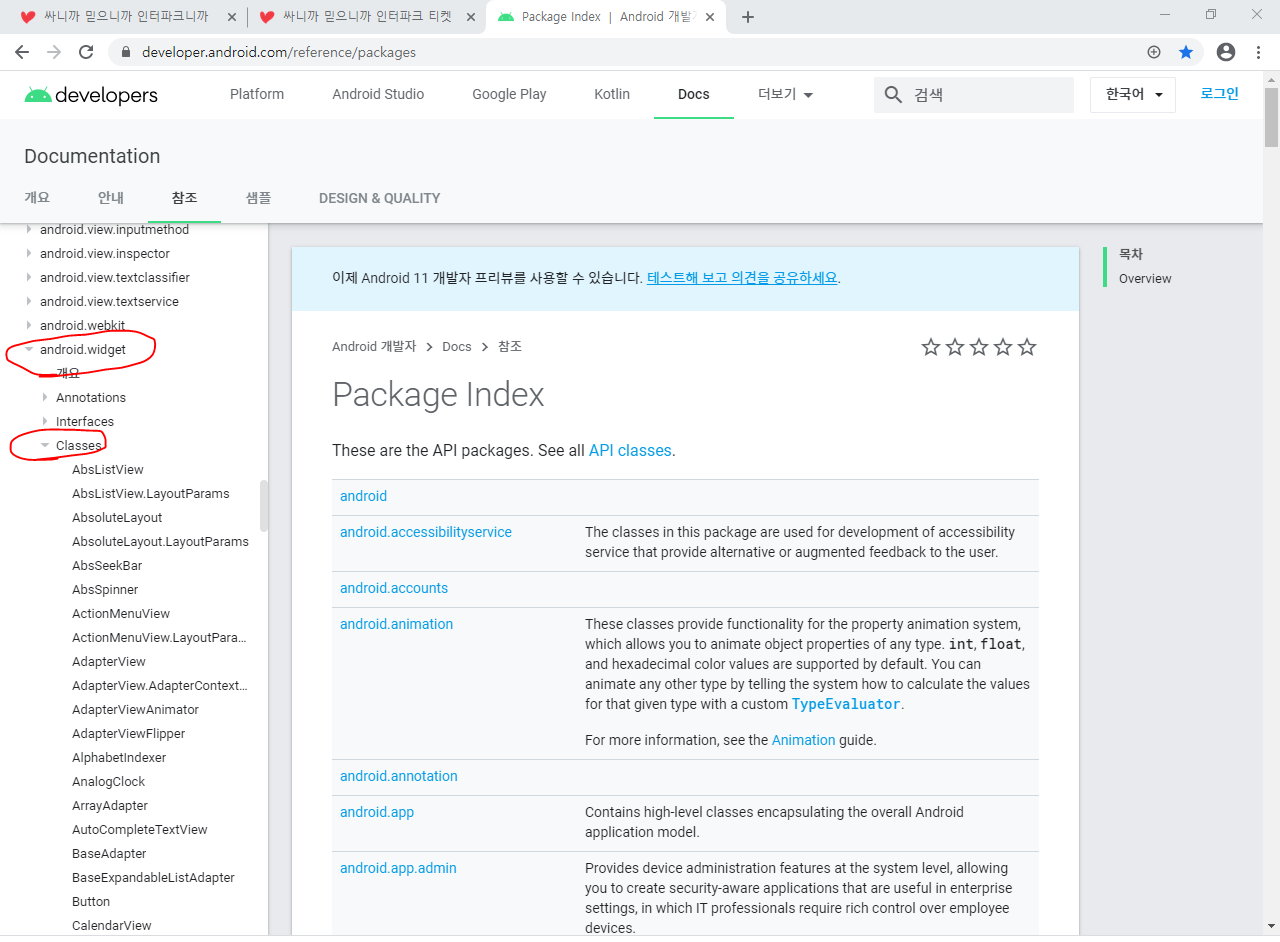 싸니까 믿으니까 인터파크니까
싸니까 믿으니까 인터파크 티켓
Package Index | Android 개발
developer.android.com/reference/packages
developers
Platform
Android Studio
Google Play
Kotlin
Docs
더보기
검색
한국어
로그인
Documentation
개요
안내
참조
샘플
DESIGN & QUALITY
android.view.inputmethod
android.view.inspector
android.view.textclassifier
android.view.textservice
android.webkit
android.widget
개요
Annotations
Interfaces
Classes
AbsListView
AbsListView.LayoutParams
AbsoluteLayout
AbsoluteLayout.LayoutParams
AbsSeekBar
AbsSpinner
ActionMenuView
ActionMenuView.LayoutPara...
AdapterView
AdapterView.AdapterContext...
AdapterViewAnimator
AdapterViewFlipper
AlphabetIndexer
AnalogClock
ArrayAdapter
AutoCompleteTextView
BaseAdapter
BaseExpandableListAdapter
Button
CalendarView
이제 Android 11 개발자 프리뷰를 사용할 수 있습니다. 테스트해 보고 의견을 공유하세요.
Android 개발자 > Docs > 참조
Package Index
These are the API packages. See all API classes.
android
android.accessibilityservice
The classes in this package are used for development of accessibility
service that provide alternative or augmented feedback to the user.
android.accounts
android.animation
These classes provide functionality for the property animation system,
which allows you to animate object properties of any type. int, float,
and hexadecimal color values are supported by default. You can
animate any other type by telling the system how to calculate the values
for that given type with a custom TypeEvaluator.
For more information, see the Animation guide.
android.annotation
android.app
Contains high-level classes encapsulating the overall Android
application model.
android.app.admin
Provides device administration features at the system level, allowing
you to create security-aware applications that are useful in enterprise
settings, in which IT professionals require rich control over employee
devices.
목차
Overview